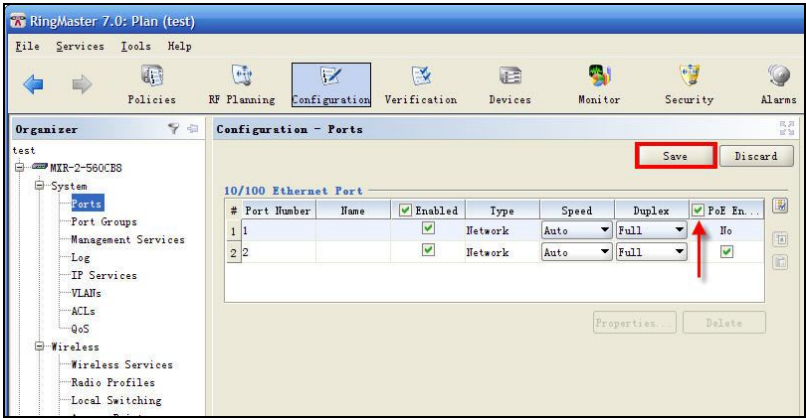 RingMaster 7.0: Plan (test)
File Services Tools Help
Policies RF Planning Configuration Verification Devices Monitor Security Alarms
Organizer
Configuration - Ports
test
MXR-2-560CB8
System
Ports
Port Groups
Management Services
Log
IP Services
VLANs
ACLs
QoS
Wireless
Wireless Services
Radio Profiles
Local Switching
Save Discard
10/100 Ethernet Port
# Port Number Name Enabled Type Speed Duplex PoE En...
1 1 Network Auto Full No
2 2 Network Auto Full
Properties... Delete